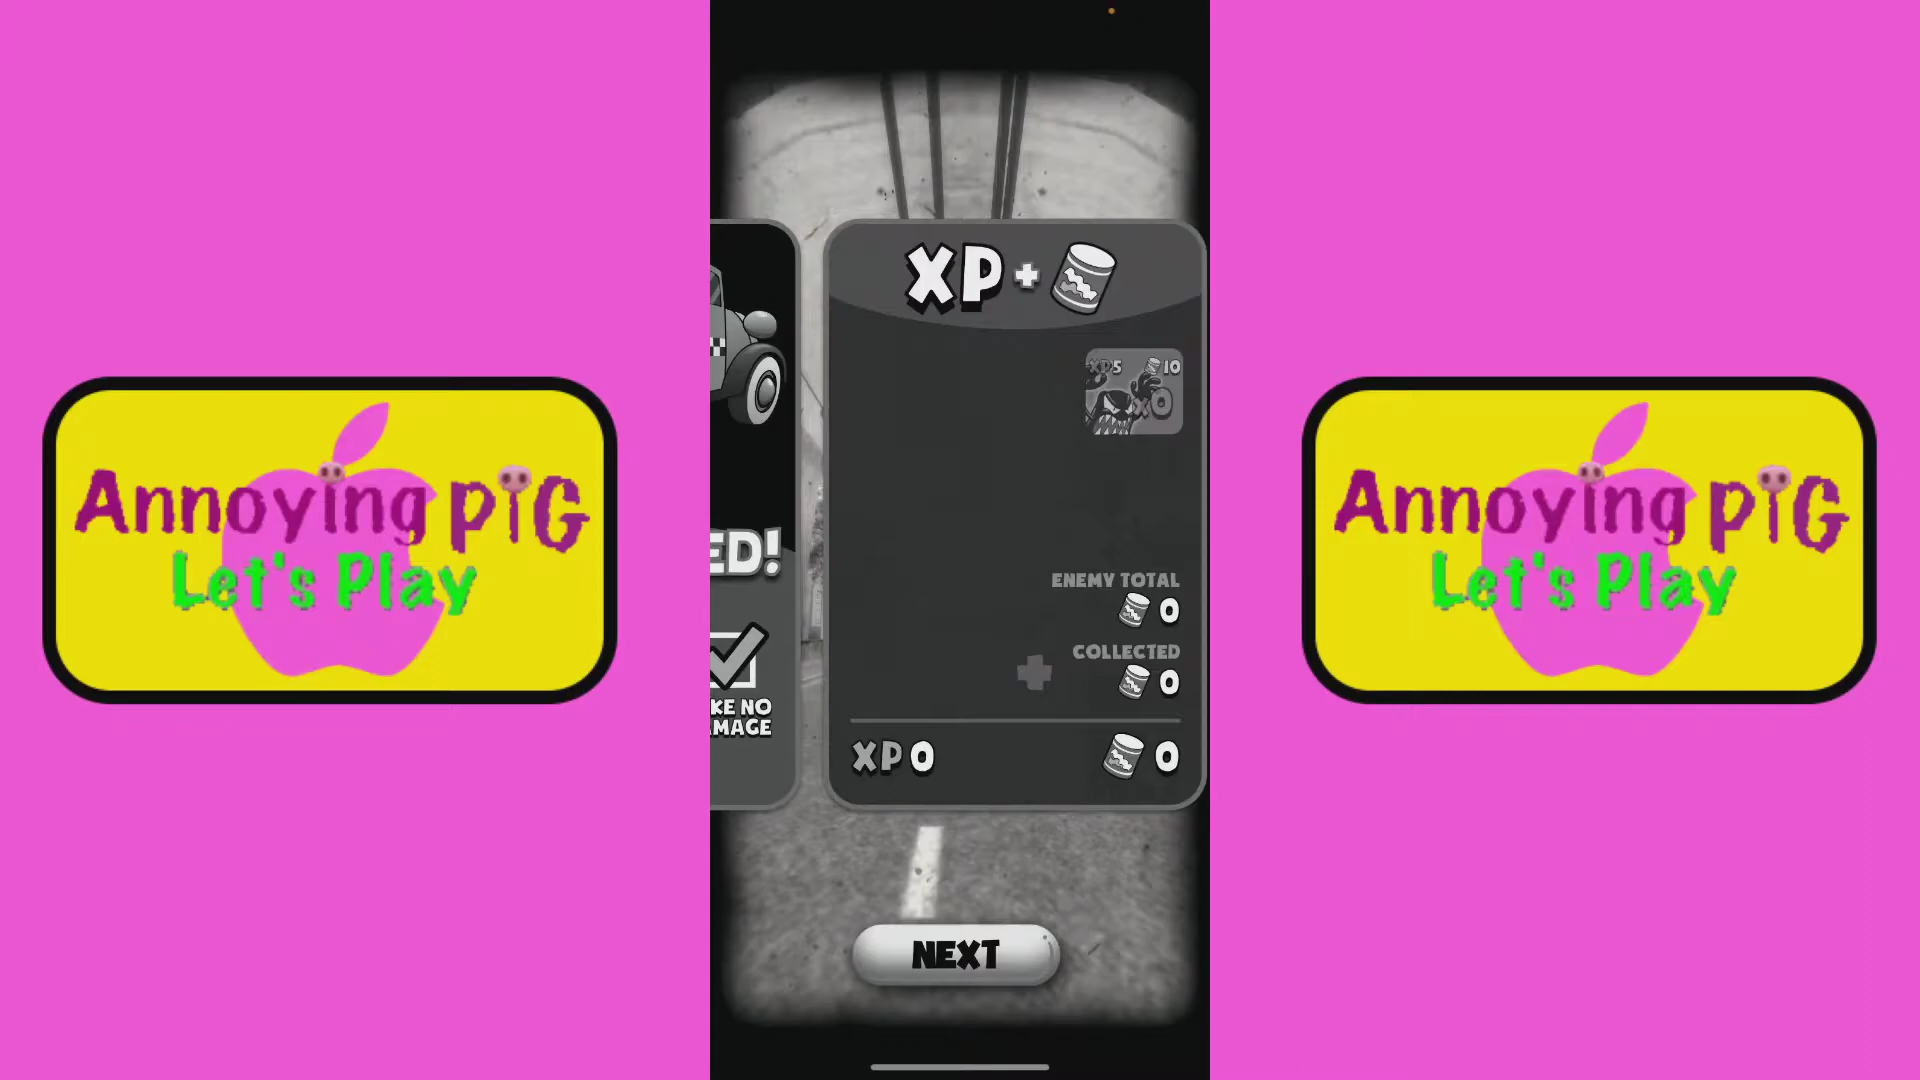 Annoying PiG
Let's Play
XP+
XP5 10
x0
ED!
KE NO
MAGE
ENEMY TOTAL
0
COLLECTED
0
XP 0
0
NEXT
Annoying PiG
Let's Play